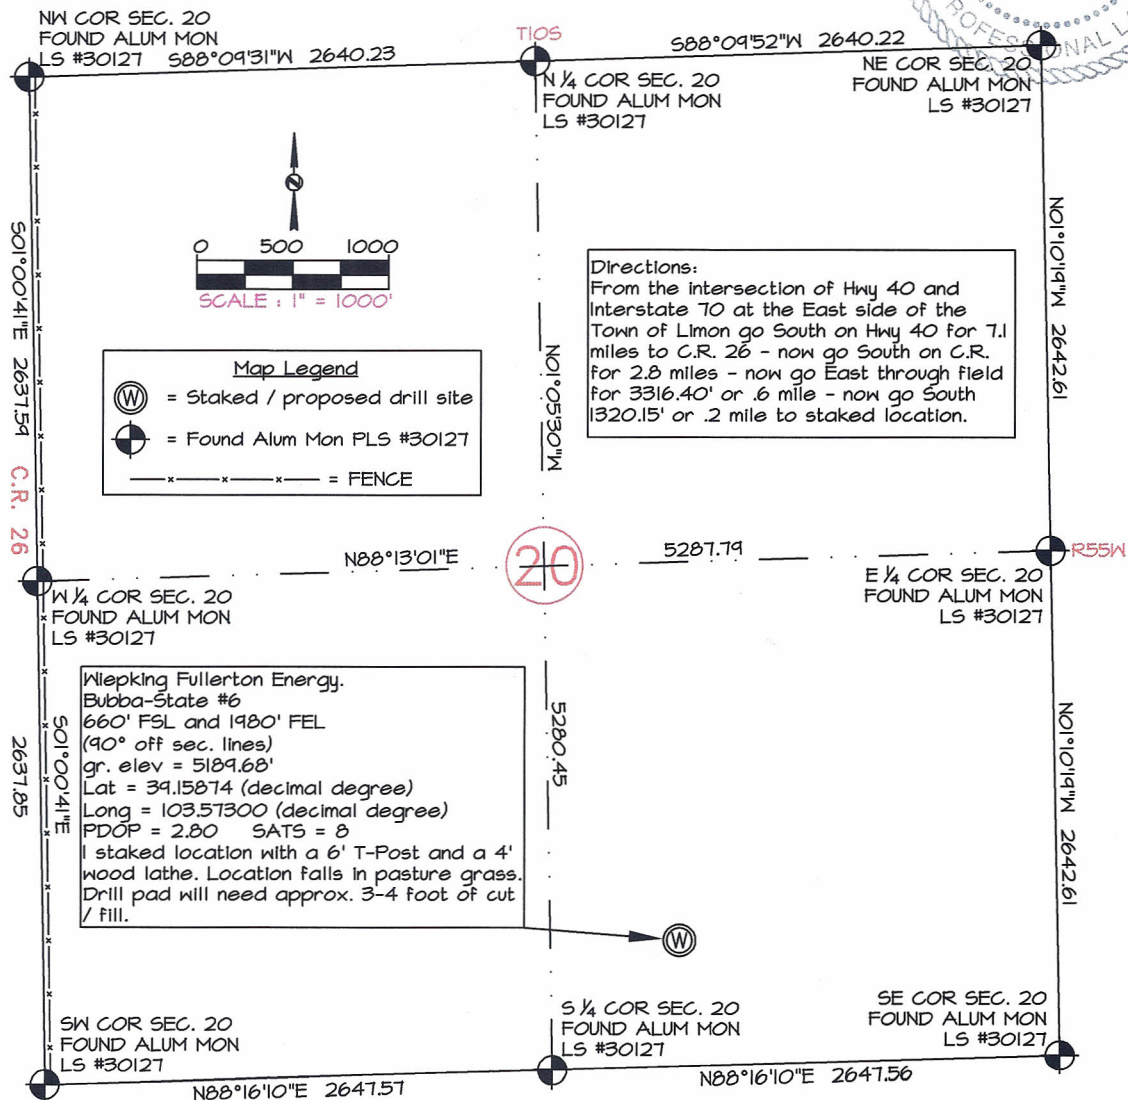 NW COR SEC. 20
FOUND ALUM MON
LS #30127
S88°09'31"W 2640.23
T10S
S88°09'52"W 2640.22
PROFESSIONAL
N 1/4 COR SEC. 20
FOUND ALUM MON
LS #30127
NE COR SEC. 20
FOUND ALUM MON
LS #30127
0 500 1000
SCALE : 1" = 1000'
S01°00'41"E 2637.59
C.R. 26
N01°10'19"W 2642.61
Map Legend
W = Staked / proposed drill site
= Found Alum Mon PLS #30127
= FENCE
N01°05'30"W
Directions:
From the intersection of Hwy 40 and
Interstate 70 at the East side of the
Town of Limon go South on Hwy 40 for 7.1
miles to C.R. 26 - now go South on C.R.
for 2.8 miles - now go East through field
for 3316.40' or .6 mile - now go South
1320.15' or .2 mile to staked location.
N88°13'01"E
20
5287.79
R55W
W 1/4 COR SEC. 20
FOUND ALUM MON
LS #30127
E 1/4 COR SEC. 20
FOUND ALUM MON
LS #30127
S01°00'41"E
2637.85
Wiepking Fullerton Energy.
Bubba-State #6
660' FSL and 1980' FEL
(90° off sec. lines)
gr. elev = 5189.68'
Lat = 39.15874 (decimal degree)
Long = 103.57300 (decimal degree)
PDOP = 2.80 SATS = 8
I staked location with a 6' T-Post and a 4'
wood lathe. Location falls in pasture grass.
Drill pad will need approx. 3-4 foot of cut
/ fill.
5280.45
W
N01°10'19"W 2642.61
SW COR SEC. 20
FOUND ALUM MON
LS #30127
S 1/4 COR SEC. 20
FOUND ALUM MON
LS #30127
SE COR SEC. 20
FOUND ALUM MON
LS #30127
N88°16'10"E 2647.57
N88°16'10"E 2647.56